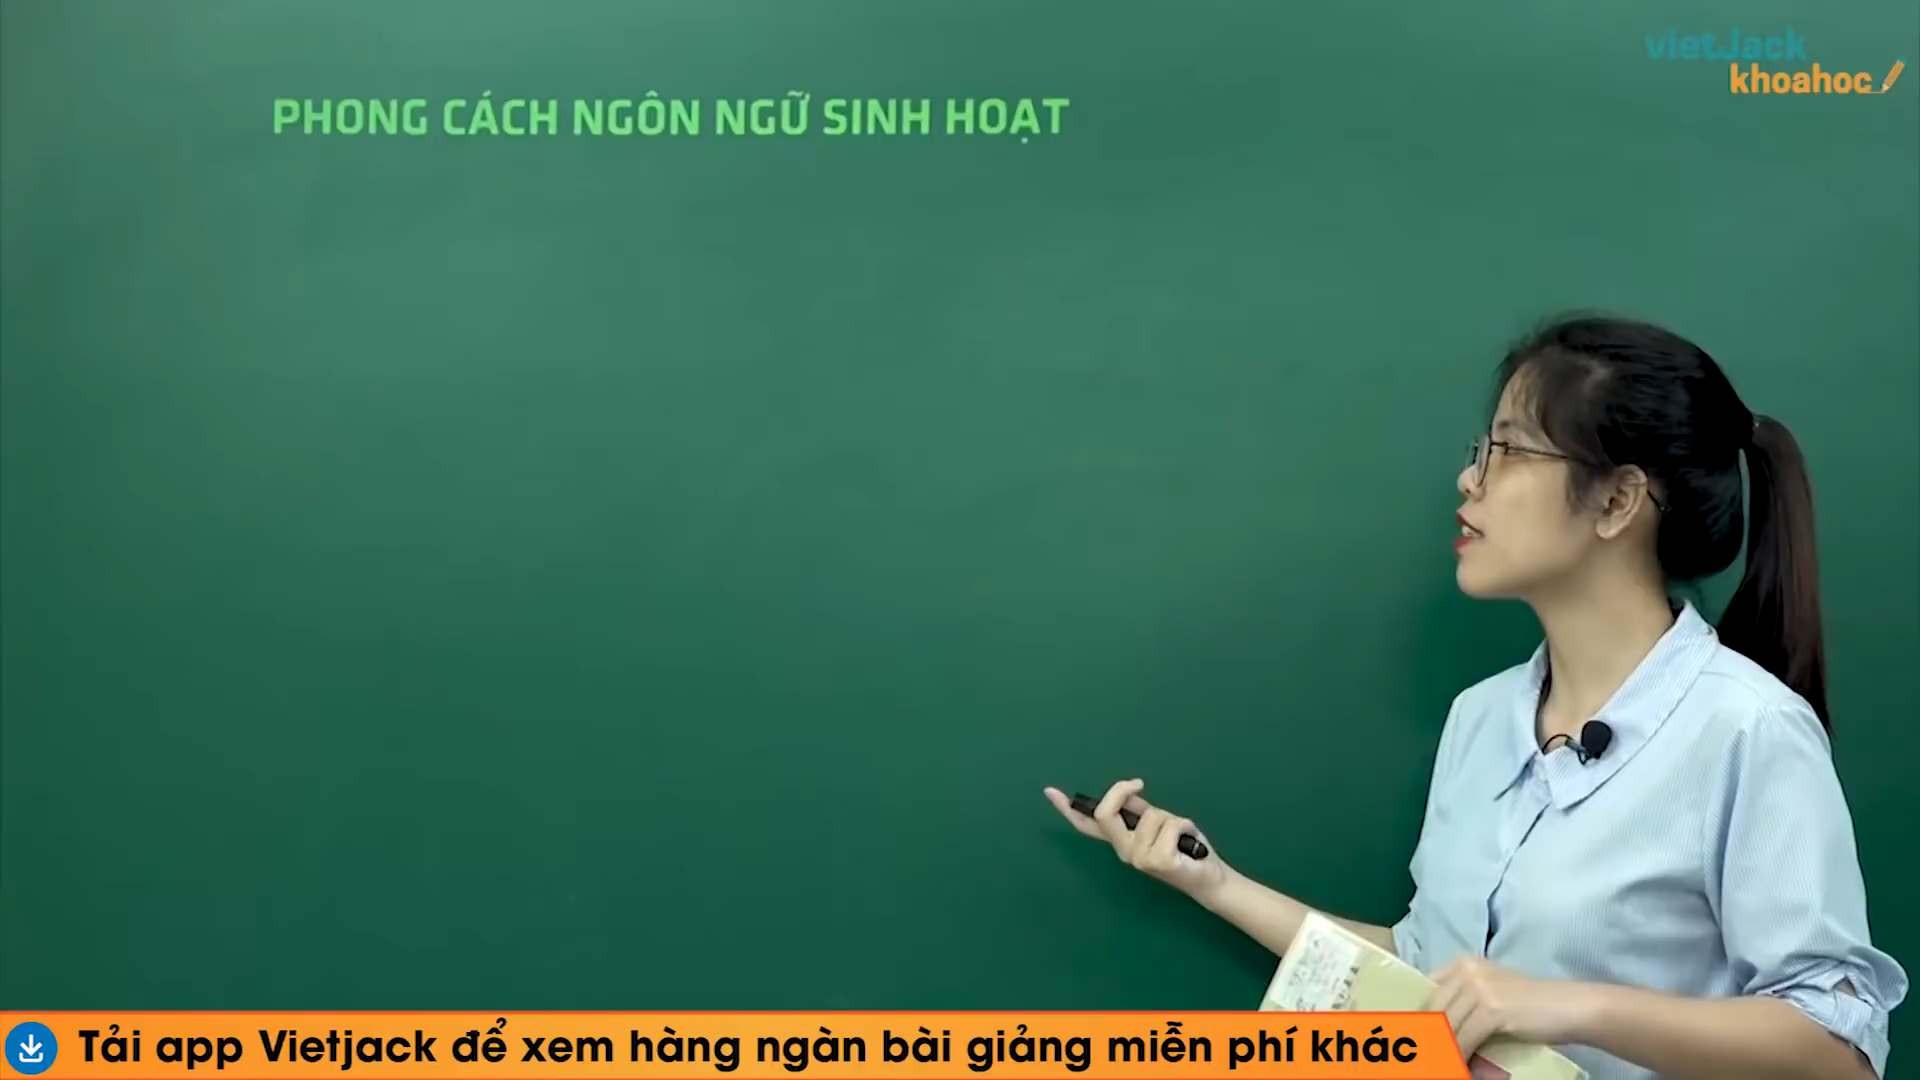 vietJack
khoahoc
PHONG CÁCH NGÔN NGỮ SINH HOẠT
Tải app Vietjack để xem hàng ngàn bài giảng miễn phí khác